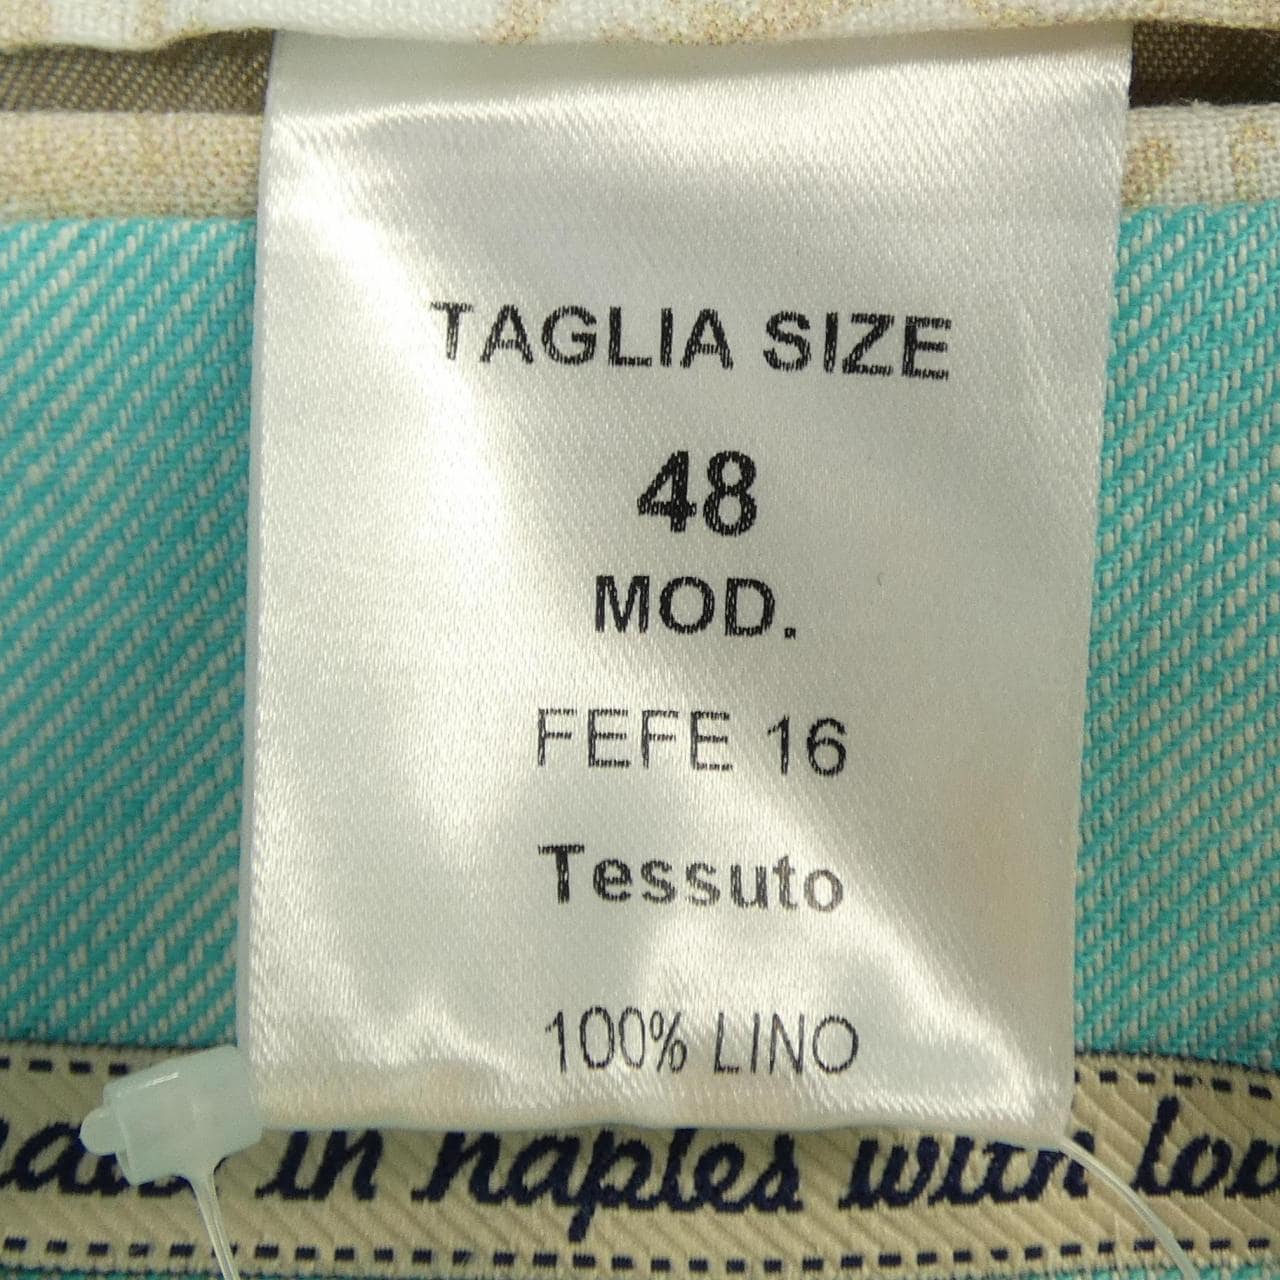 TAGLIA SIZE
48
MOD.
FEFE 16
Tessuto
100% LINO
in naples with